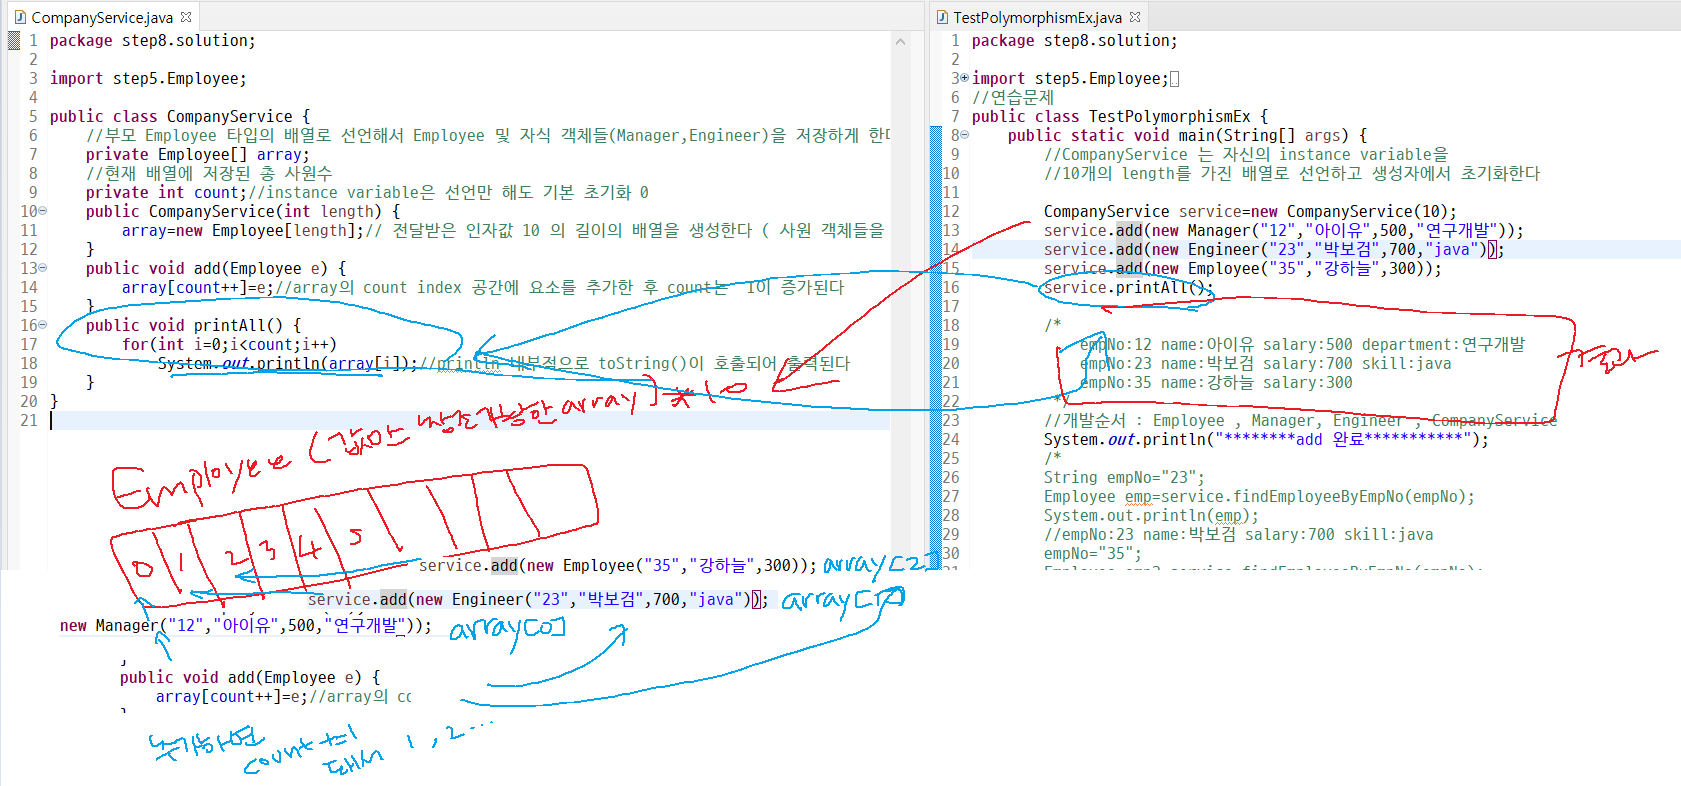 CompanyService.java
1 package step8.solution;
2
3 import step5.Employee;
4
5 public class CompanyService {
6 //부모 Employee 타입의 배열로 선언해서 Employee 및 자식 객체들(Manager,Engineer)을 저장하게 한다
7 private Employee[] array;
8 //현재 배열에 저장된 총 사원수
9 private int count;//instance variable은 선언만 해도 기본 초기화 0
10 public CompanyService(int length) {
11 array=new Employee[length];// 전달받은 인자값 10 의 길이의 배열을 생성한다 ( 사원 객체들을
12 }
13 public void add(Employee e) {
14 array[count++]=e;//array의 count index 공간에 요소를 추가한 후 count는 1이 증가된다
15 }
16 public void printAll() {
17 for(int i=0;i<count;i++)
18 System.out.println(array[i]);//println 내부적으로 toString()이 호출되어 출력된다
19 }
20 }
21
TestPolymorphismEx.java
1 package step8.solution;
2
3 import step5.Employee;
6 //연습문제
7 public class TestPolymorphismEx {
8 public static void main(String[] args) {
9 //CompanyService 는 자신의 instance variable을
10 //10개의 length를 가진 배열로 선언하고 생성자에서 초기화한다
11
12 CompanyService service=new CompanyService(10);
13 service.add(new Manager("12","아이유",500,"연구개발"));
14 service.add(new Engineer("23","박보검",700,"java"));
15 service.add(new Employee("35","강하늘",300));
16 service.printAll();
17
18 /*
19 empNo:12 name:아이유 salary:500 department:연구개발
20 empNo:23 name:박보검 salary:700 skill:java
21 empNo:35 name:강하늘 salary:300
22 */
23 //개발순서 : Employee , Manager, Engineer , CompanyService
24 System.out.println("********add 완료***********");
25 /*
26 String empNo="23";
27 Employee emp=service.findEmployeeByEmpNo(empNo);
28 System.out.println(emp);
29 //empNo:23 name:박보검 salary:700 skill:java
30 empNo="35";
Employee array] * 10
0 1 2 3 4 5
service.add(new Employee("35","강하늘",300)); array[2]
service.add(new Engineer("23","박보검",700,"java")); array[1]
new Manager("12","아이유",500,"연구개발")); array[0]
}
public void add(Employee e) {
array[count++]=e;//array의 cc
count +=1
돼서 1, 2...